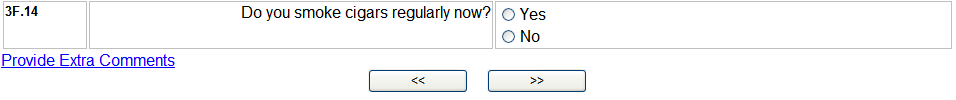 3F.14 Do you smoke cigars regularly now? Yes
No
Provide Extra Comments
<< >>